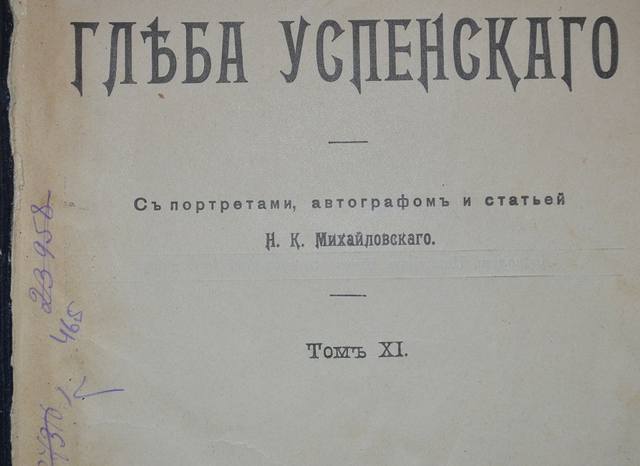 ГЛѢБА УСПЕНСКАГО
Съ портретами, автографомъ и статьей
Н. К. Михайловскаго.
Томъ XI.
23958
465